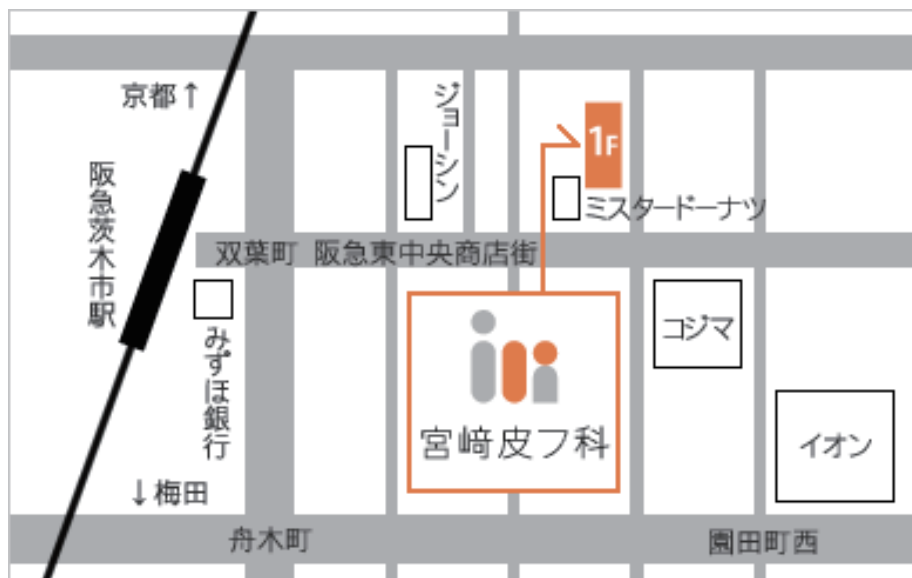 京都↑
ジョーシン
1F
阪急茨木市駅
ミスタードーナツ
双葉町 阪急東中央商店街
みずほ銀行
コジマ
宮﨑皮フ科
イオン
↓梅田
舟木町
園田町西